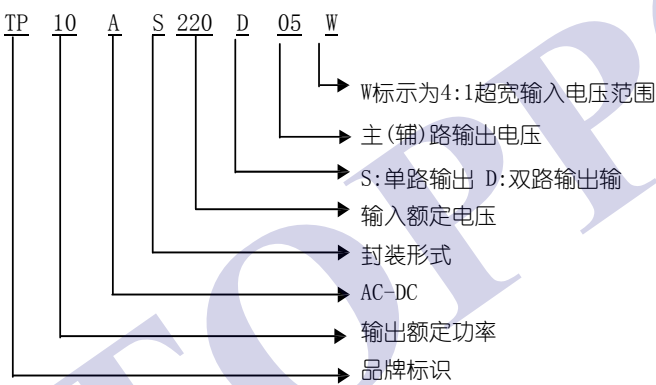 TP 10 A S 220 D 05 W
W标示为4:1超宽输入电压范围
主(辅)路输出电压
S:单路输出 D:双路输出输
输入额定电压
封装形式
AC-DC
输出额定功率
品牌标识